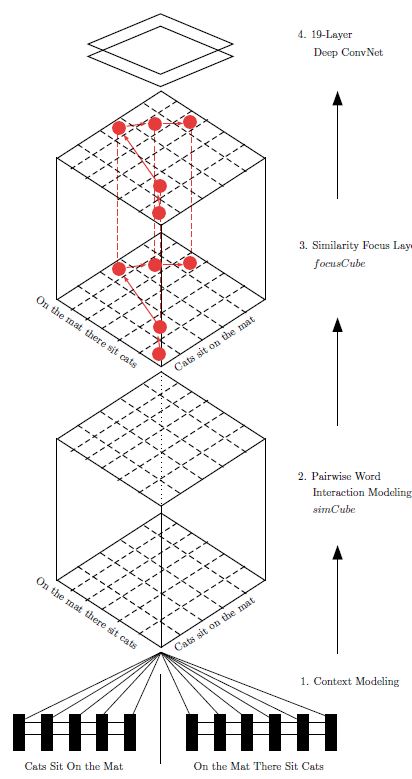 4. 19-Layer
Deep ConvNet
3. Similarity Focus Laye
focusCube
On the mat there sit cats
Cats sit on the mat
2. Pairwise Word
Interaction Modeling
simCube
On the mat there sit cats
Cats sit on the mat
1. Context Modeling
Cats Sit On the Mat
On the Mat There Sit Cats